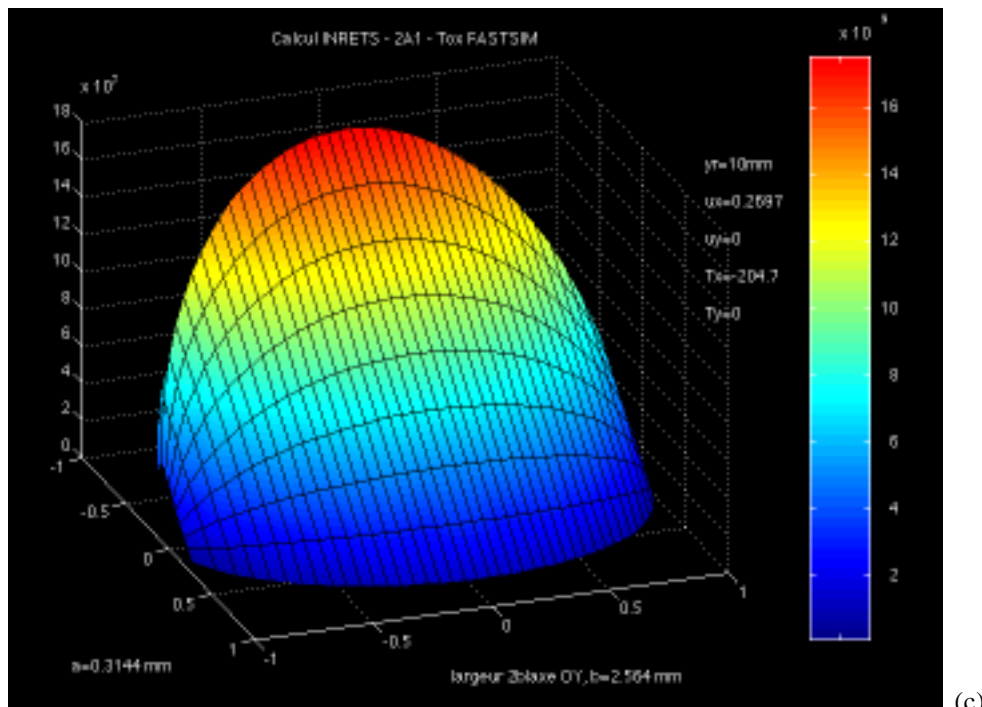 Calcul INRETS - 2A1 - Tox FASTSIM
x 10
x 10^7
18
16
14
12
10
8
6
4
2
0
-1
-0.5
0
0.5
1
-1
-0.5
0
0.5
1
a=0.3144 mm
largeur 2blaxe OY, b=2.564 mm
yr=10mm
ux=0.2697
uy=0
Tx=-204.7
Ty=0
16
14
12
10
8
6
4
2
(c)